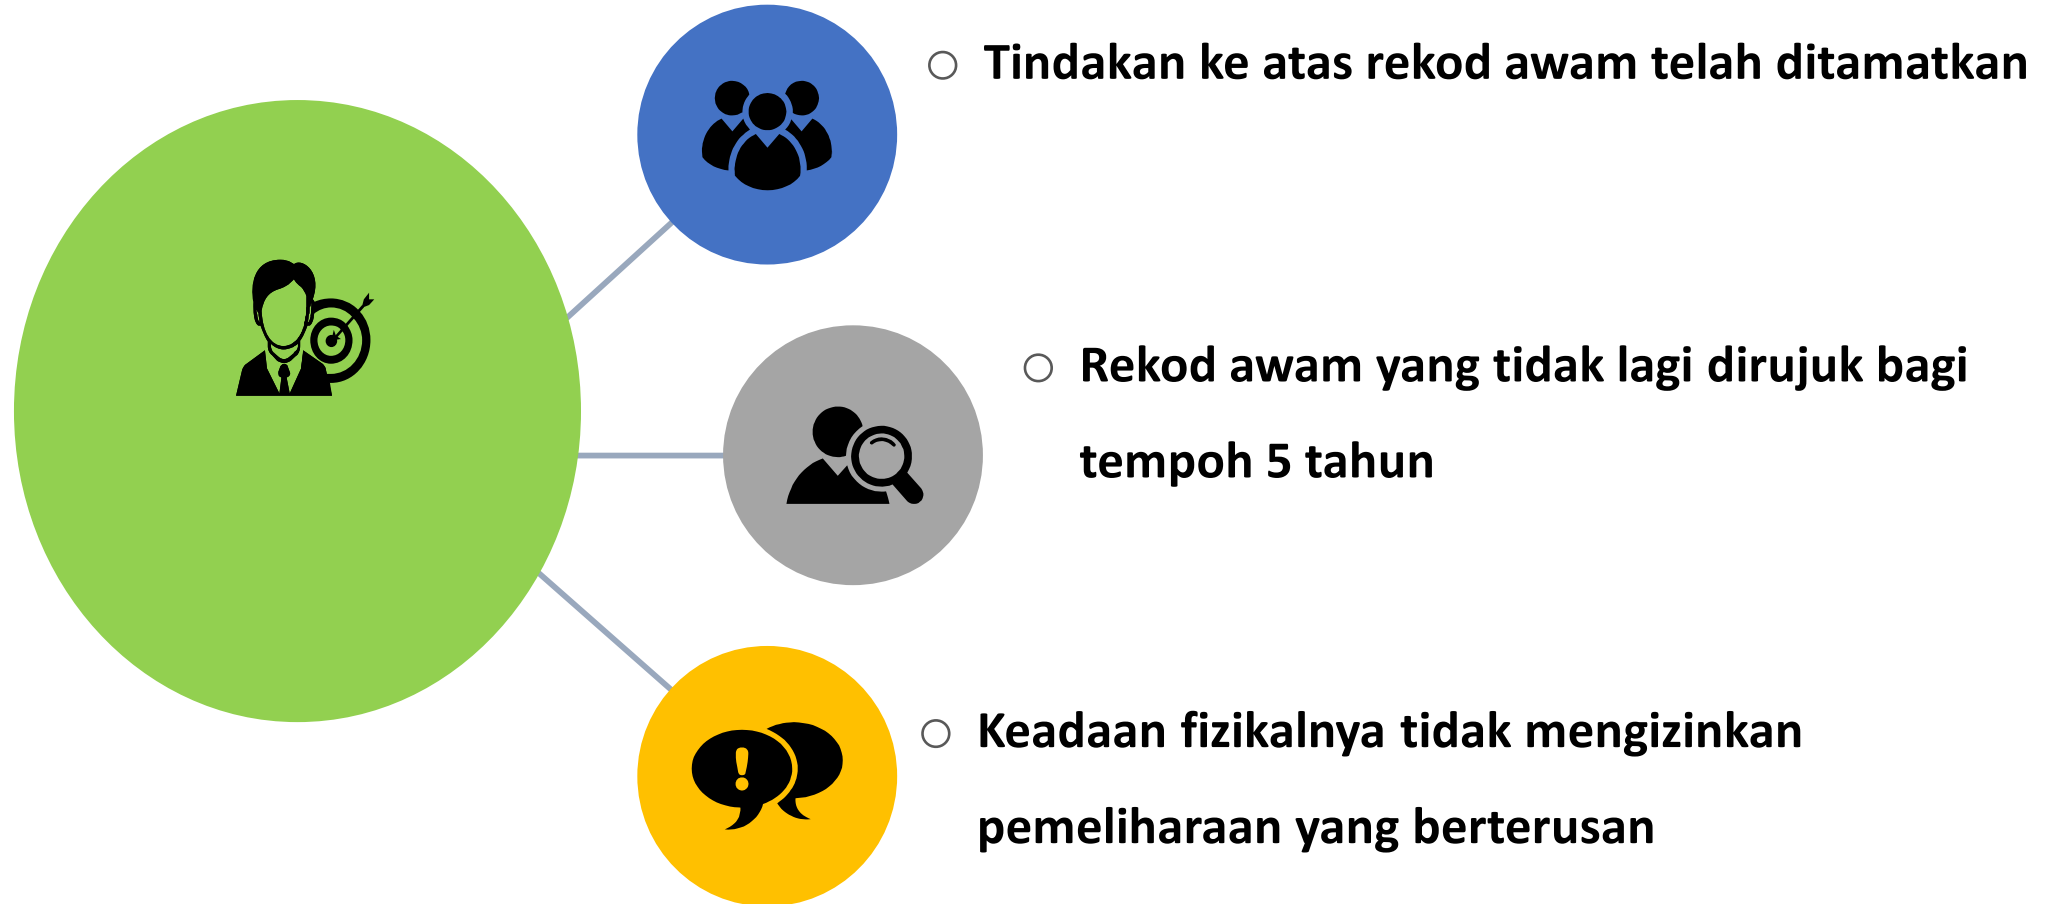 Tindakan ke atas rekod awam telah ditamatkan
Rekod awam yang tidak lagi dirujuk bagi
tempoh 5 tahun
Keadaan fizikalnya tidak mengizinkan
pemeliharaan yang berterusan